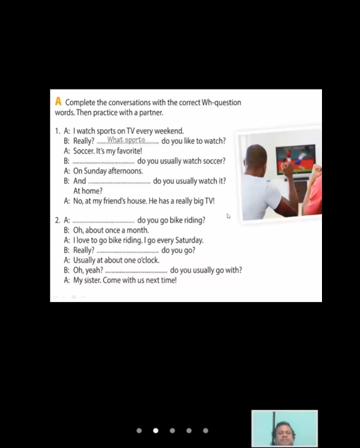 A Complete the conversations with the correct Wh-question
words. Then practice with a partner.
1. A: I watch sports on TV every weekend.
B: Really? What sports do you like to watch?
A: Soccer. It's my favorite!
B: ............................ do you usually watch soccer?
A: On Sunday afternoons.
B: And ............................ do you usually watch it?
At home?
A: No, at my friend's house. He has a really big TV!
2. A: ............................ do you go bike riding?
B: Oh, about once a month.
A: I love to go bike riding. I go every Saturday.
B: Really? ............................ do you go?
A: Usually at about one o'clock.
B: Oh, yeah? ............................ do you usually go with?
A: My sister. Come with us next time!